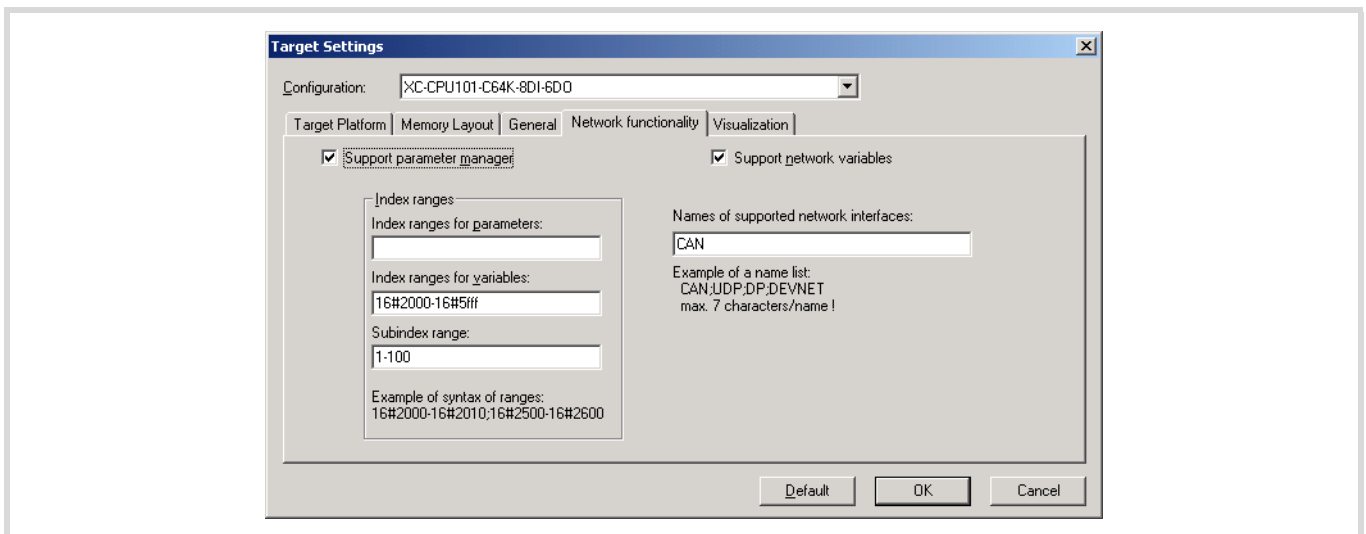 Target Settings
Configuration: XC-CPU101-C64K-8DI-6DO
Target Platform Memory Layout General Network functionality Visualization
Support parameter manager
Support network variables
Index ranges
Index ranges for parameters:
Index ranges for variables:
16#2000-16#5fff
Subindex range:
1-100
Example of syntax of ranges:
16#2000-16#2010;16#2500-16#2600
Names of supported network interfaces:
CAN
Example of a name list:
CAN;UDP;DP;DEVNET
max. 7 characters/name !
Default OK Cancel